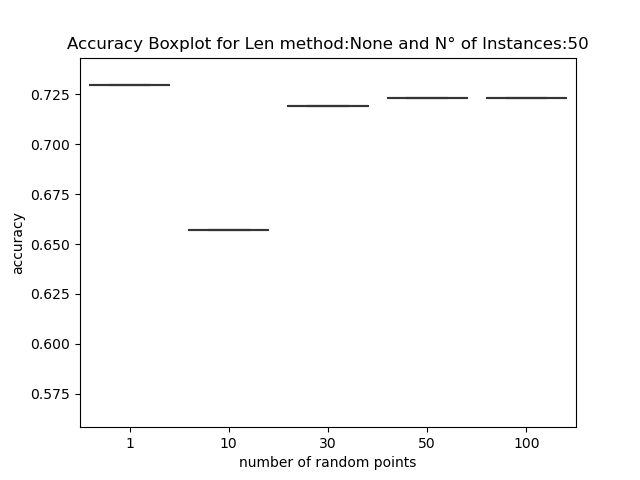 Accuracy Boxplot for Len method:None and N° of Instances:50
0.725
0.700
0.675
0.650
0.625
0.600
0.575
accuracy
1 10 30 50 100
number of random points